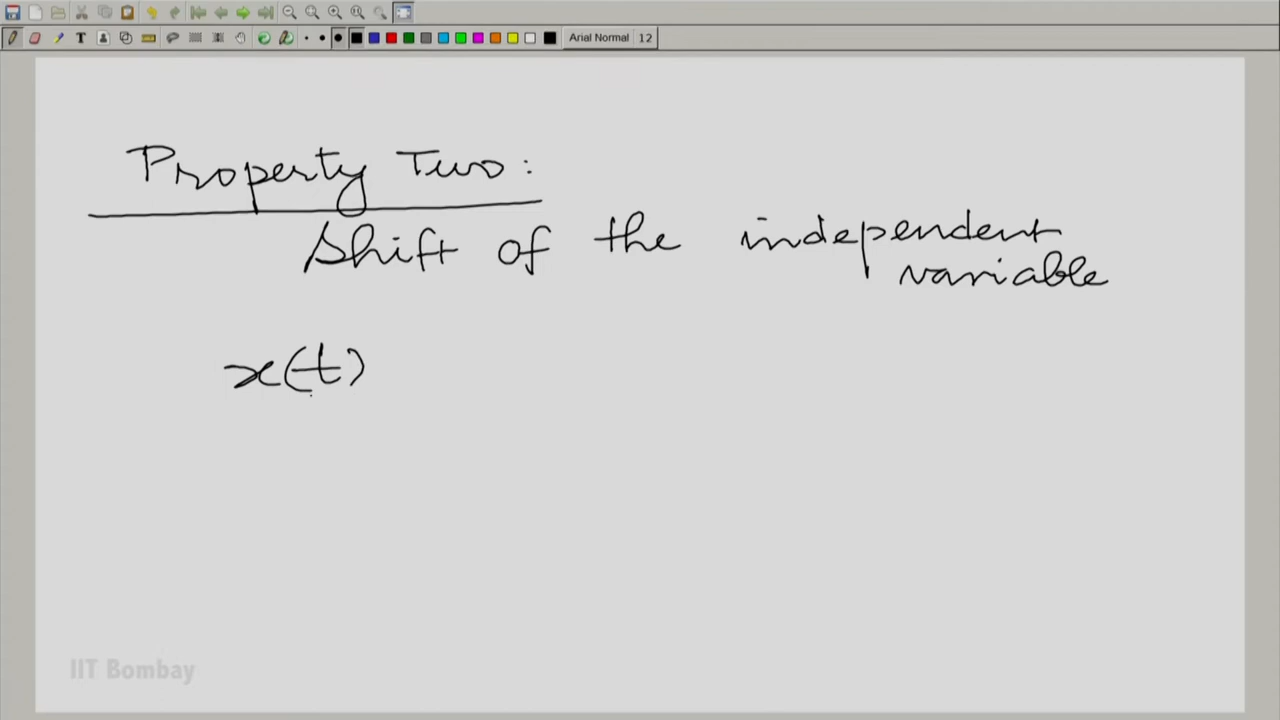 Arial Normal 12
Property Two:
Shift of the independent
variable
x(t)
IIT Bombay